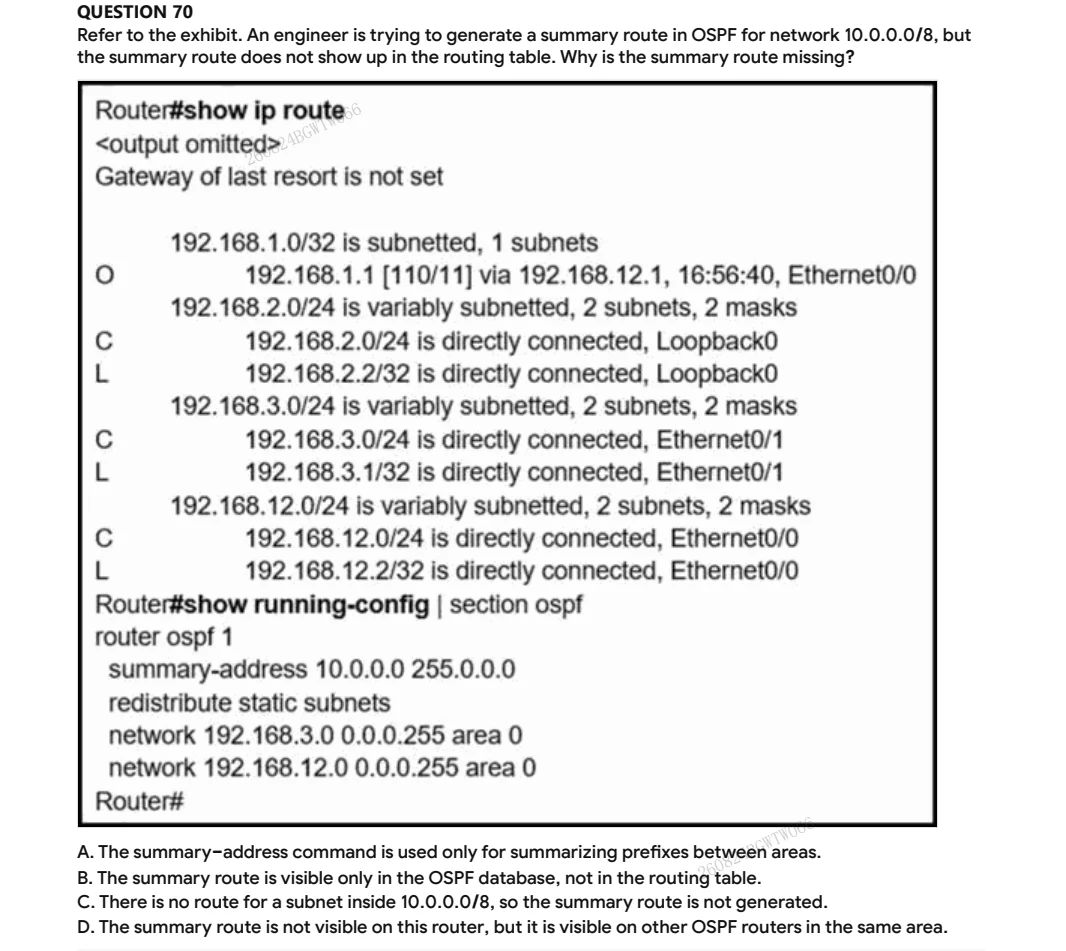 QUESTION 70
Refer to the exhibit. An engineer is trying to generate a summary route in OSPF for network 10.0.0.0/8, but
the summary route does not show up in the routing table. Why is the summary route missing?
Router#show ip route
<output omitted>
Gateway of last resort is not set
192.168.1.0/32 is subnetted, 1 subnets
O 192.168.1.1 [110/11] via 192.168.12.1, 16:56:40, Ethernet0/0
192.168.2.0/24 is variably subnetted, 2 subnets, 2 masks
C 192.168.2.0/24 is directly connected, Loopback0
L 192.168.2.2/32 is directly connected, Loopback0
192.168.3.0/24 is variably subnetted, 2 subnets, 2 masks
C 192.168.3.0/24 is directly connected, Ethernet0/1
L 192.168.3.1/32 is directly connected, Ethernet0/1
192.168.12.0/24 is variably subnetted, 2 subnets, 2 masks
C 192.168.12.0/24 is directly connected, Ethernet0/0
L 192.168.12.2/32 is directly connected, Ethernet0/0
Router#show running-config | section ospf
router ospf 1
summary-address 10.0.0.0 255.0.0.0
redistribute static subnets
network 192.168.3.0 0.0.0.255 area 0
network 192.168.12.0 0.0.0.255 area 0
Router#
A. The summary-address command is used only for summarizing prefixes between areas.
B. The summary route is visible only in the OSPF database, not in the routing table.
C. There is no route for a subnet inside 10.0.0.0/8, so the summary route is not generated.
D. The summary route is not visible on this router, but it is visible on other OSPF routers in the same area.